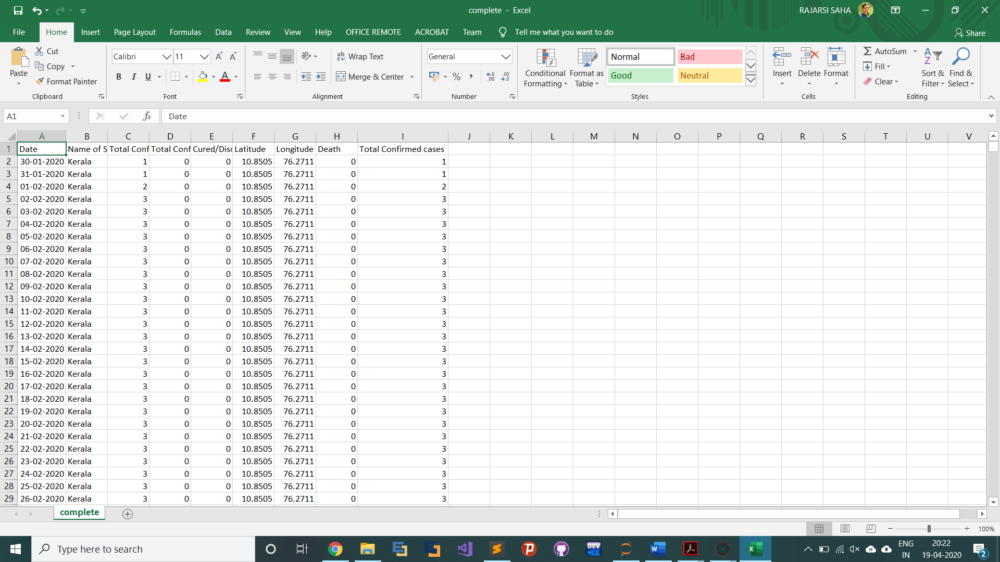 complete - Excel
RAJARSI SAHA
File Home Insert Page Layout Formulas Data Review View Help OFFICE REMOTE ACROBAT Team Tell me what you want to do Share
Paste
Cut
Copy
Format Painter
Clipboard
Calibri 11
B I U
Font
Wrap Text
Merge & Center
Alignment
General
Number
Conditional Formatting
Format as Table
Normal Bad
Good Neutral
Styles
Insert Delete Format
Cells
AutoSum
Fill
Clear
Sort & Filter
Find & Select
Editing
A1 fx Date
A B C D E F G H I J K L M N O P Q R S T U V
1 Date Name of S Total Conf Total Conf Cured/Disc Latitude Longitude Death Total Confirmed cases
2 30-01-2020 Kerala 1 0 0 10.8505 76.2711 0 1
3 31-01-2020 Kerala 1 0 0 10.8505 76.2711 0 1
4 01-02-2020 Kerala 2 0 0 10.8505 76.2711 0 2
5 02-02-2020 Kerala 3 0 0 10.8505 76.2711 0 3
6 03-02-2020 Kerala 3 0 0 10.8505 76.2711 0 3
7 04-02-2020 Kerala 3 0 0 10.8505 76.2711 0 3
8 05-02-2020 Kerala 3 0 0 10.8505 76.2711 0 3
9 06-02-2020 Kerala 3 0 0 10.8505 76.2711 0 3
10 07-02-2020 Kerala 3 0 0 10.8505 76.2711 0 3
11 08-02-2020 Kerala 3 0 0 10.8505 76.2711 0 3
12 09-02-2020 Kerala 3 0 0 10.8505 76.2711 0 3
13 10-02-2020 Kerala 3 0 0 10.8505 76.2711 0 3
14 11-02-2020 Kerala 3 0 0 10.8505 76.2711 0 3
15 12-02-2020 Kerala 3 0 0 10.8505 76.2711 0 3
16 13-02-2020 Kerala 3 0 0 10.8505 76.2711 0 3
17 14-02-2020 Kerala 3 0 0 10.8505 76.2711 0 3
18 15-02-2020 Kerala 3 0 0 10.8505 76.2711 0 3
19 16-02-2020 Kerala 3 0 0 10.8505 76.2711 0 3
20 17-02-2020 Kerala 3 0 0 10.8505 76.2711 0 3
21 18-02-2020 Kerala 3 0 0 10.8505 76.2711 0 3
22 19-02-2020 Kerala 3 0 0 10.8505 76.2711 0 3
23 20-02-2020 Kerala 3 0 0 10.8505 76.2711 0 3
24 21-02-2020 Kerala 3 0 0 10.8505 76.2711 0 3
25 22-02-2020 Kerala 3 0 0 10.8505 76.2711 0 3
26 23-02-2020 Kerala 3 0 0 10.8505 76.2711 0 3
27 24-02-2020 Kerala 3 0 0 10.8505 76.2711 0 3
28 25-02-2020 Kerala 3 0 0 10.8505 76.2711 0 3
29 26-02-2020 Kerala 3 0 0 10.8505 76.2711 0 3
complete
100%
Type here to search
DEV C++
ENG
IN
20:22
19-04-2020
2